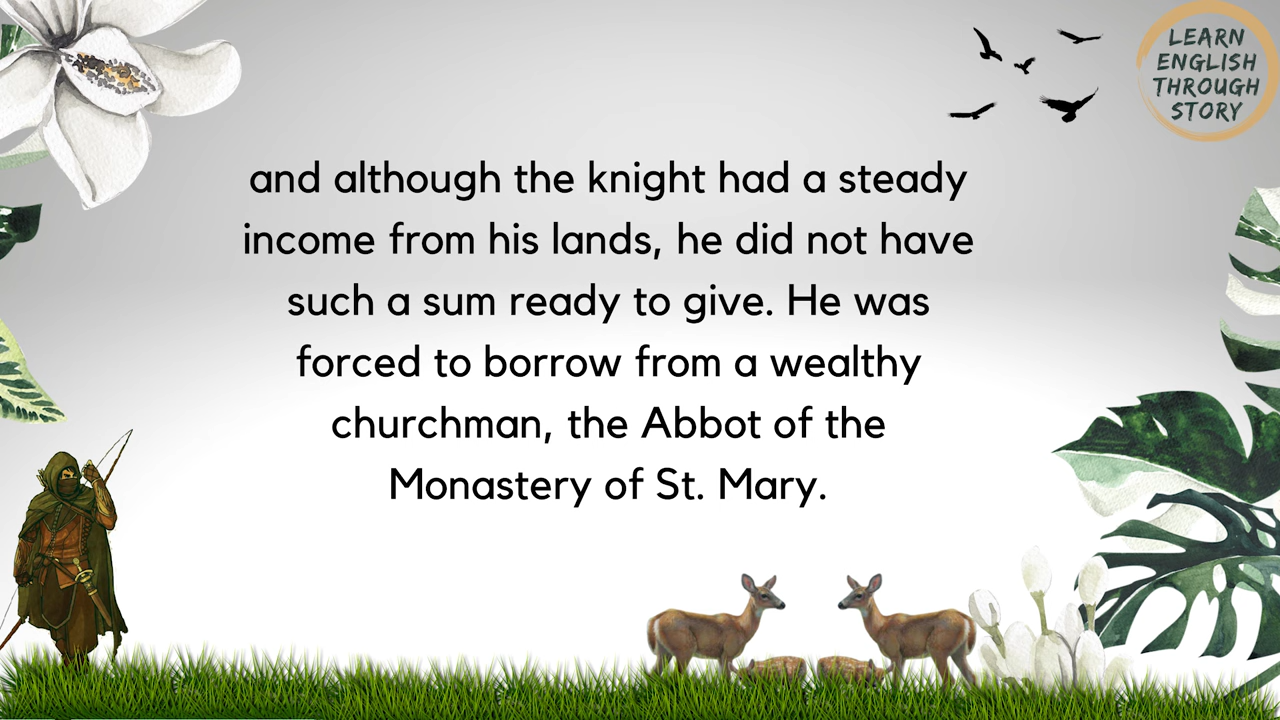 LEARN
ENGLISH
THROUGH
STORY
and although the knight had a steady
income from his lands, he did not have
such a sum ready to give. He was
forced to borrow from a wealthy
churchman, the Abbot of the
Monastery of St. Mary.